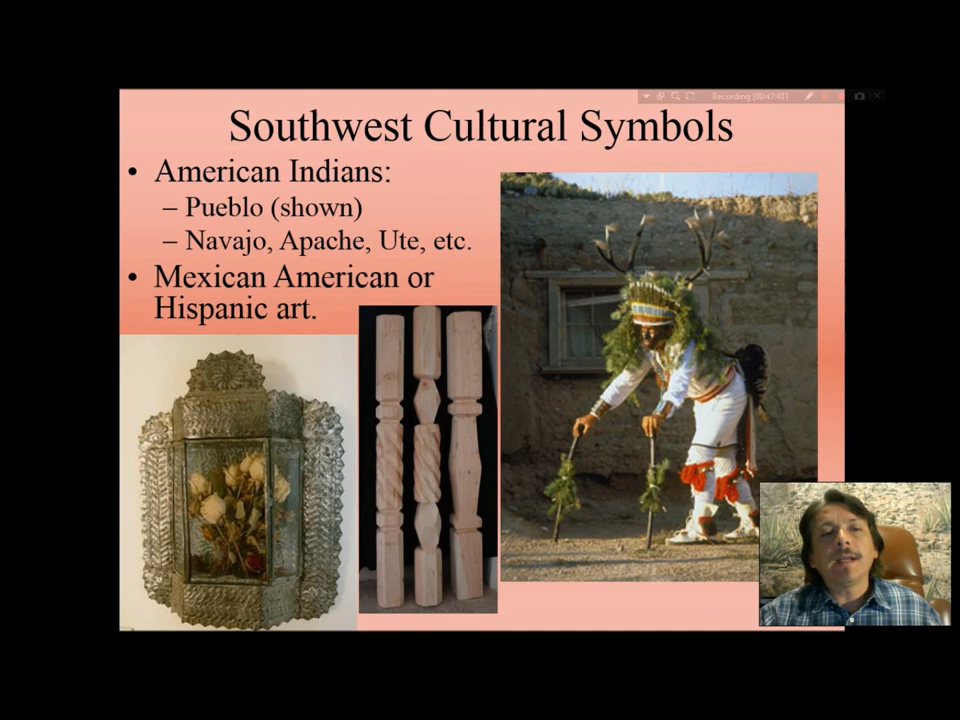 Recording [00:47:42]
Southwest Cultural Symbols
• American Indians:
– Pueblo (shown)
– Navajo, Apache, Ute, etc.
• Mexican American or
Hispanic art.